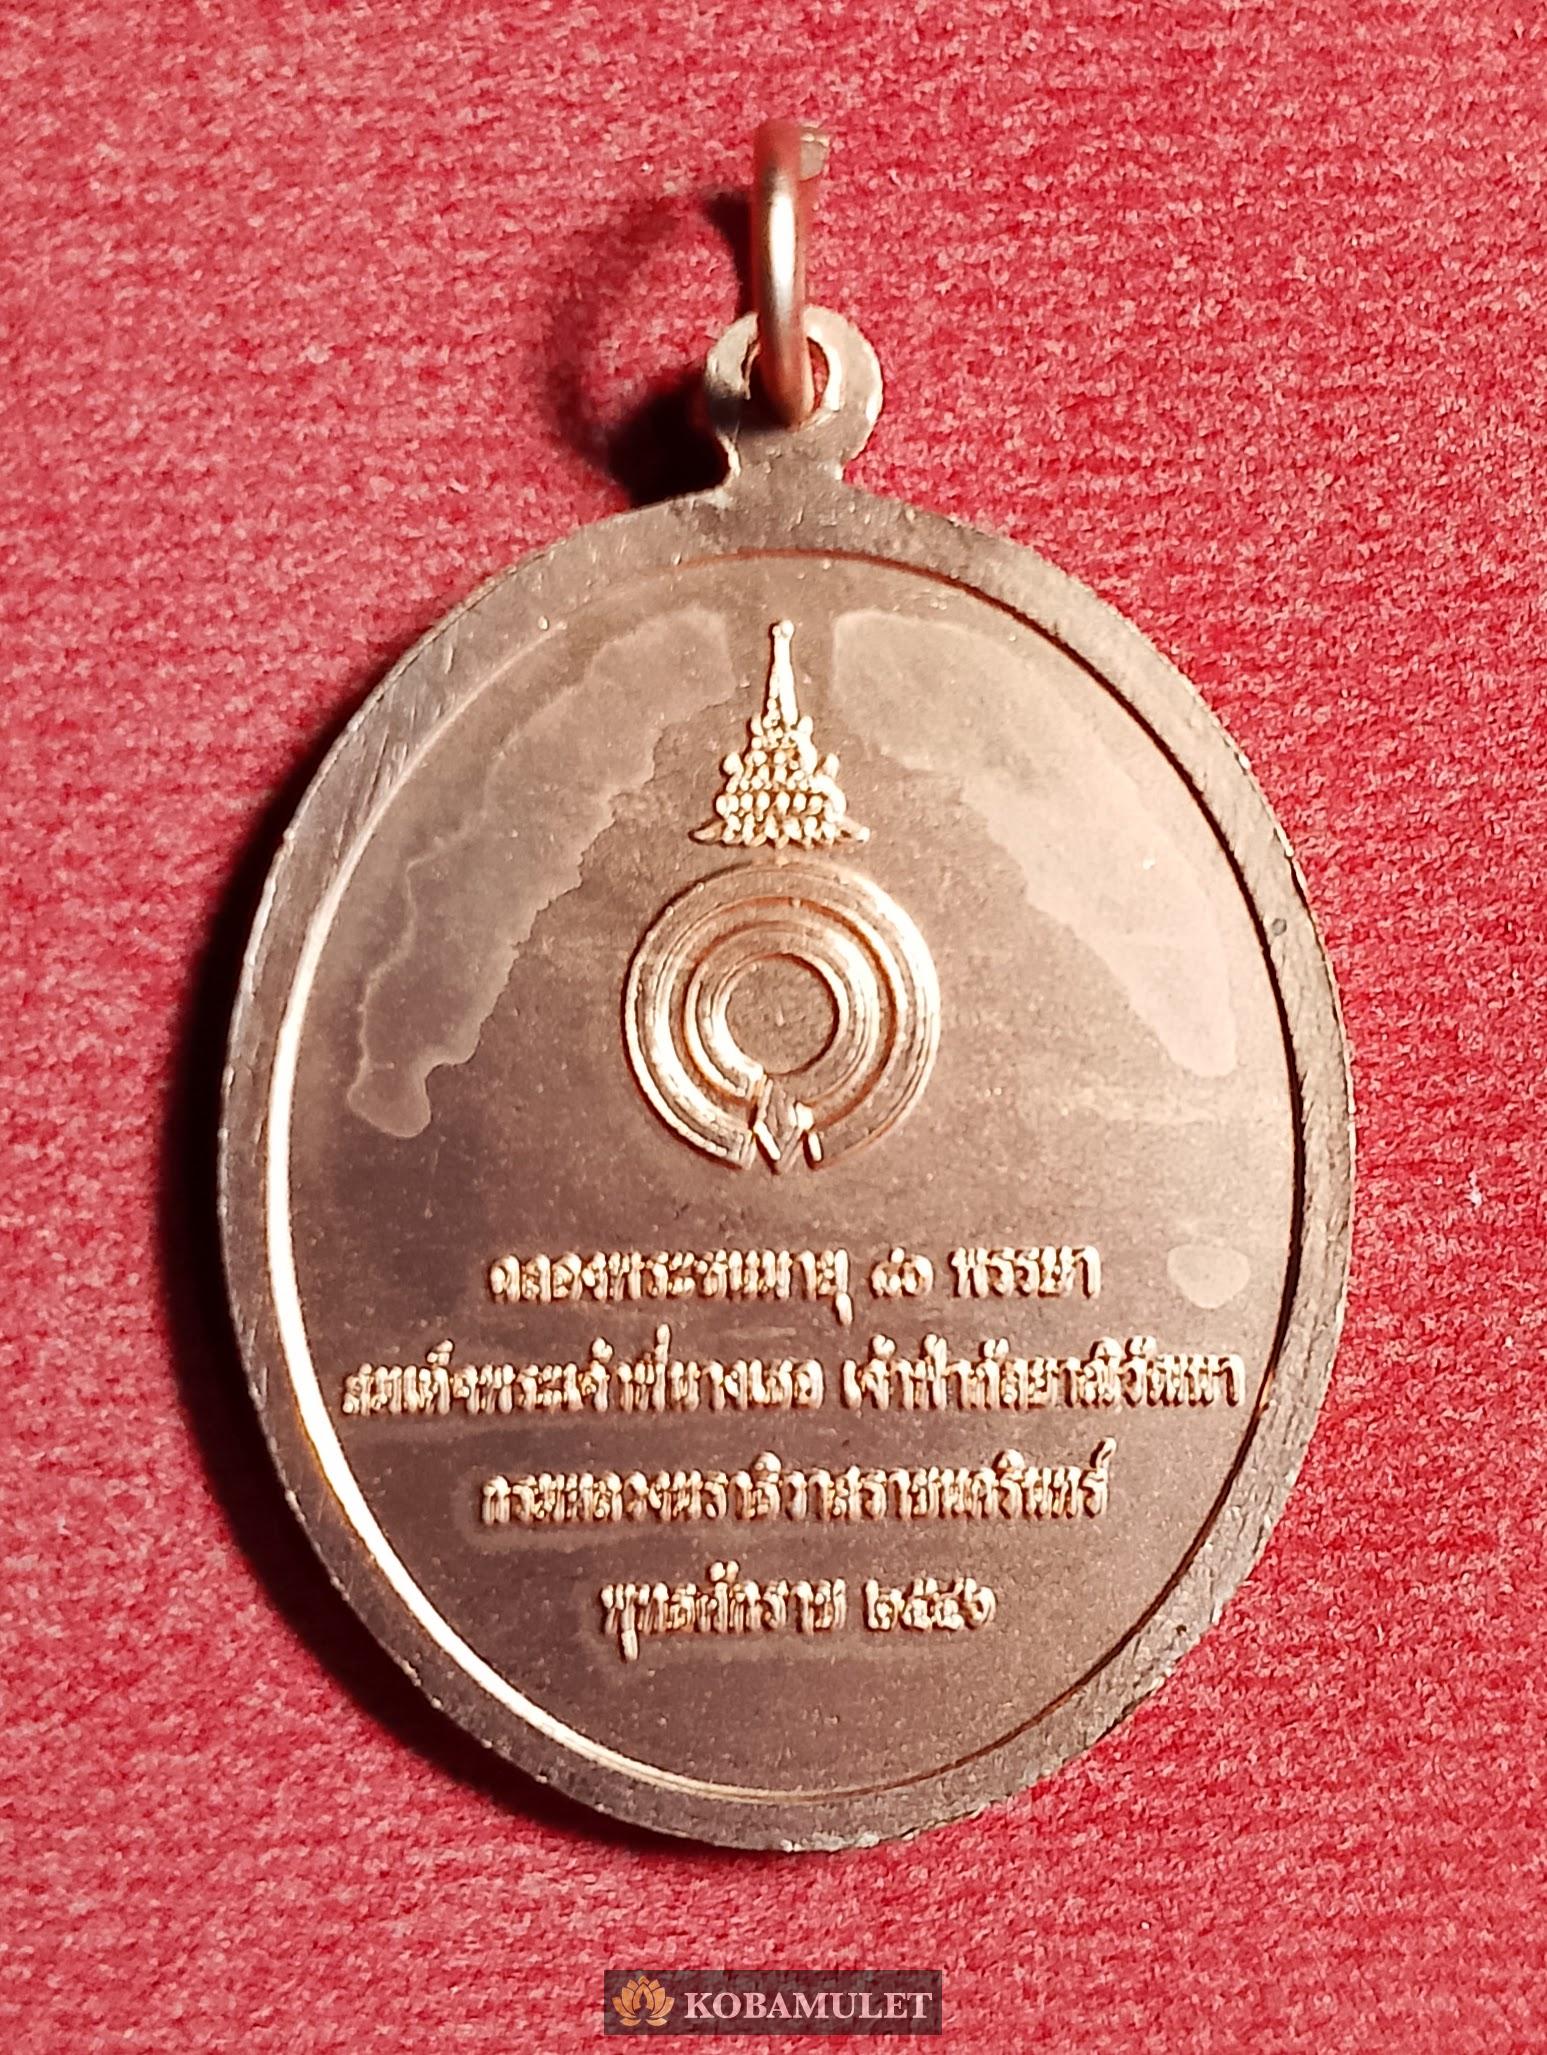 ฉลองพระชนมายุ ๘๐ พรรษา
สมเด็จพระเจ้าพี่นางเธอ เจ้าฟ้ากัลยาณิวัฒนา
กรมหลวงนราธิวาสราชนครินทร์
พุทธศักราช ๒๕๔๖
KOBAMULET